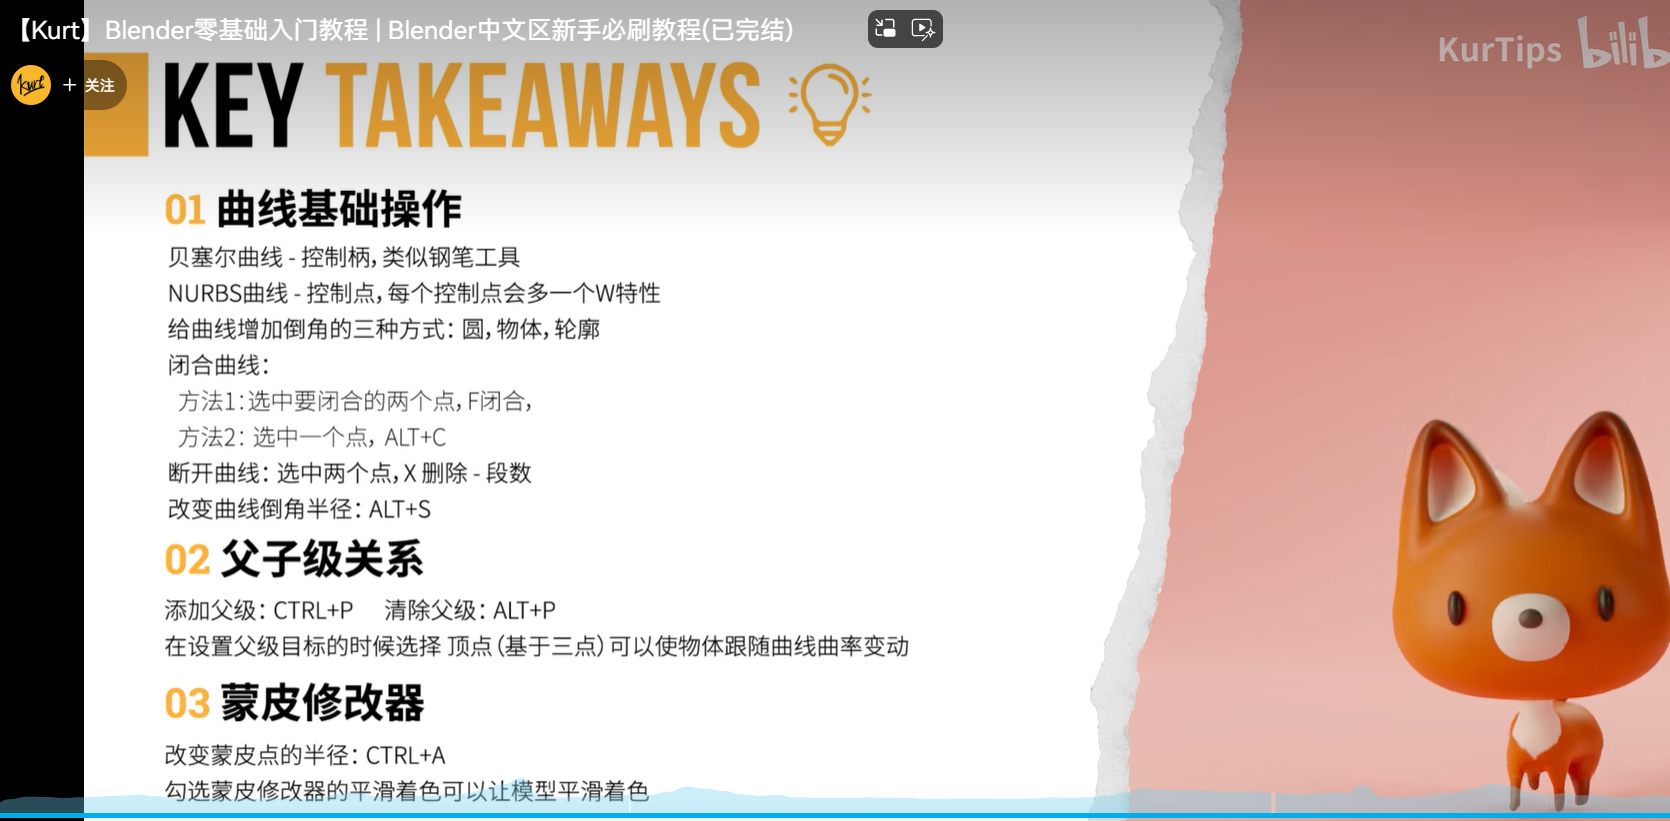 【Kurt】Blender零基础入门教程 | Blender中文区新手必刷教程(已完结)
KurTips bilib
Kurt
+ 关注
KEY TAKEAWAYS
01 曲线基础操作
贝塞尔曲线 - 控制柄，类似钢笔工具
NURBS曲线 - 控制点，每个控制点会多一个W特性
给曲线增加倒角的三种方式：圆，物体，轮廓
闭合曲线：
方法1：选中要闭合的两个点，F闭合，
方法2：选中一个点，ALT+C
断开曲线：选中两个点，X 删除 - 段数
改变曲线倒角半径：ALT+S
02 父子级关系
添加父级：CTRL+P 清除父级：ALT+P
在设置父级目标的时候选择 顶点（基于三点）可以使物体跟随曲线曲率变动
03 蒙皮修改器
改变蒙皮点的半径：CTRL+A
勾选蒙皮修改器的平滑着色可以让模型平滑着色